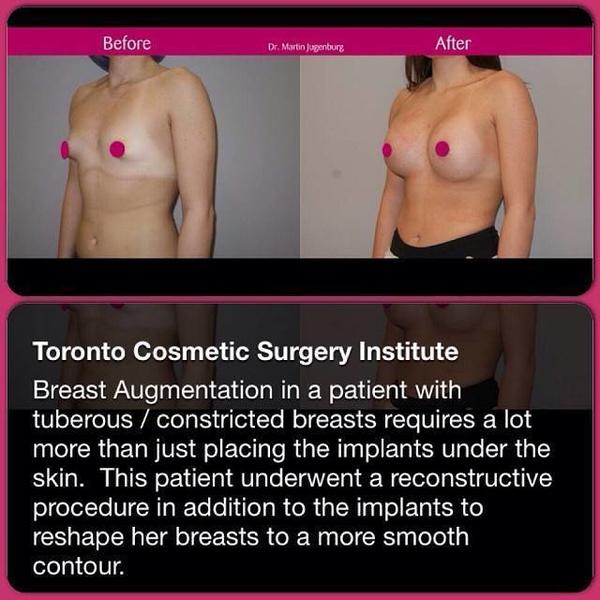 Before
Dr. Martin Jugenburg
After
Toronto Cosmetic Surgery Institute
Breast Augmentation in a patient with
tuberous / constricted breasts requires a lot
more than just placing the implants under the
skin.  This patient underwent a reconstructive
procedure in addition to the implants to
reshape her breasts to a more smooth
contour.